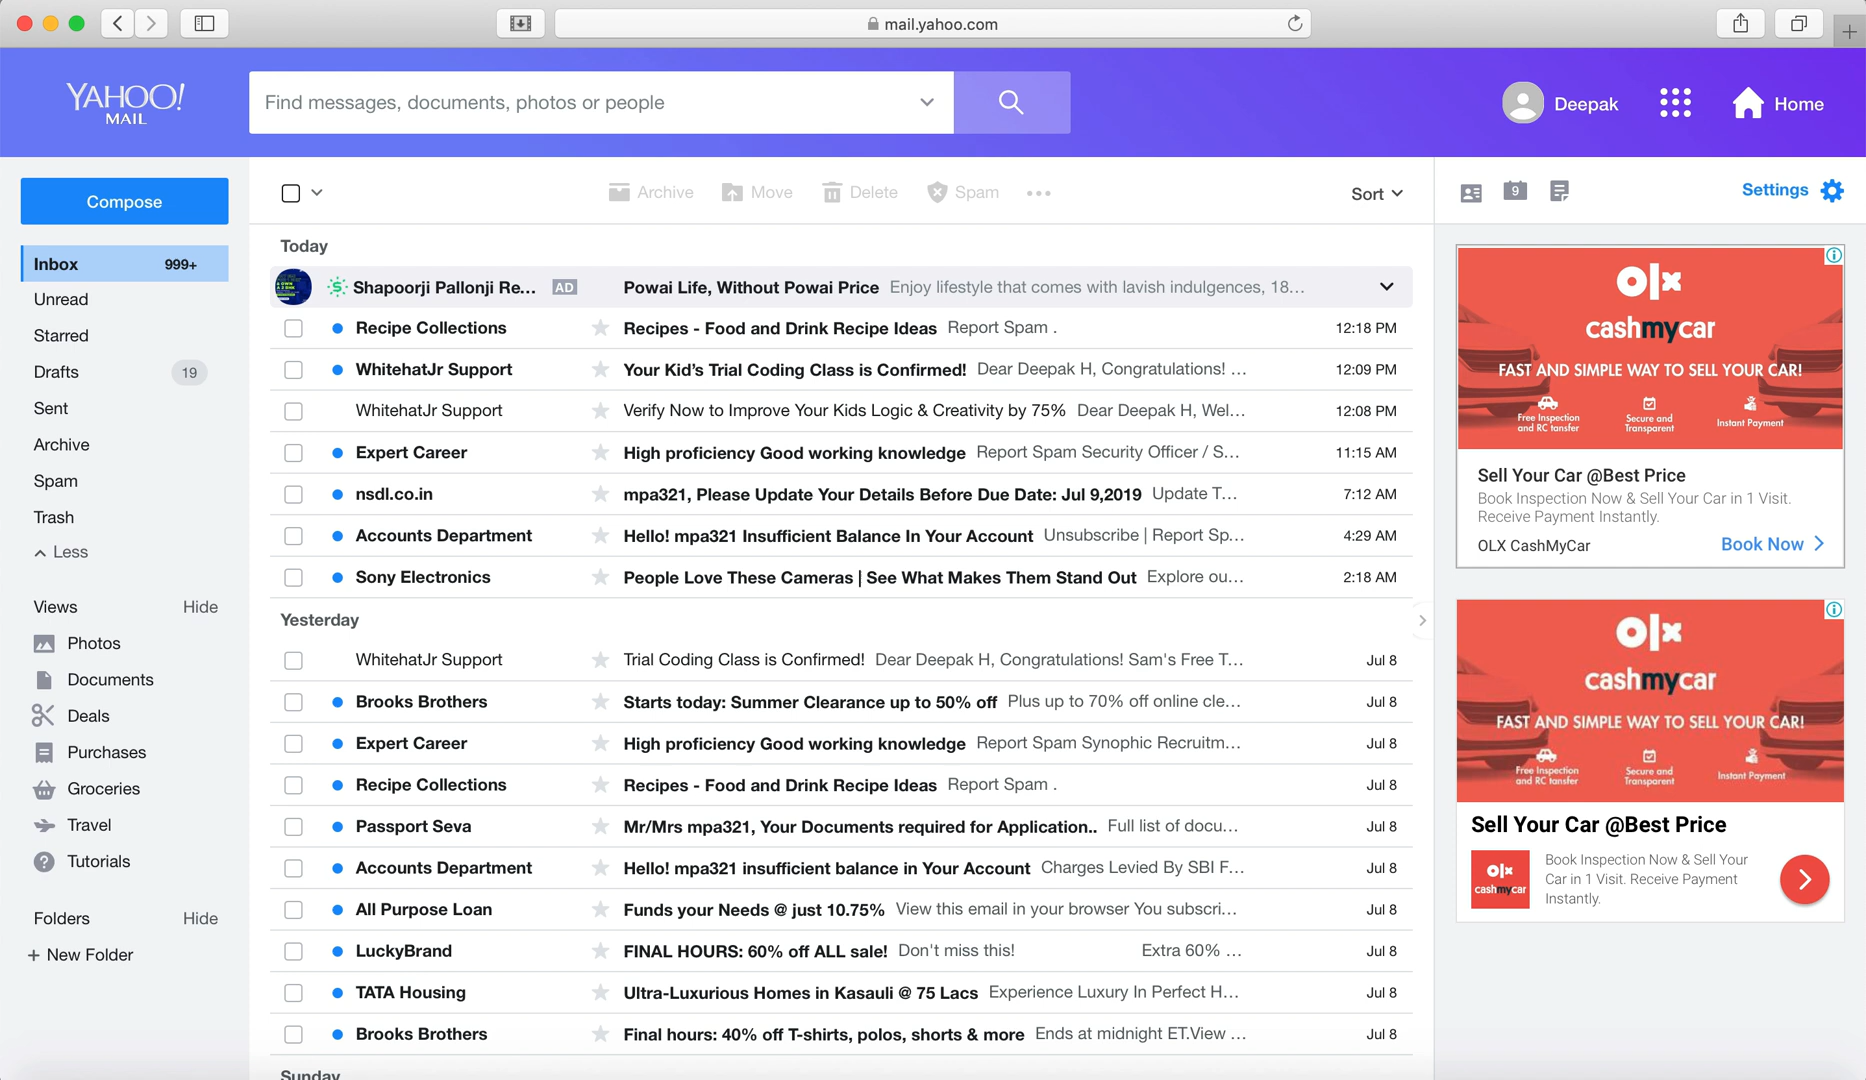 mail.yahoo.com
YAHOO!
MAIL
Find messages, documents, photos or people
Deepak
Home
Compose
Archive Move Delete Spam
Sort
9
Settings
Inbox 999+
Unread
Starred
Drafts 19
Sent
Archive
Spam
Trash
Less
Views Hide
Photos
Documents
Deals
Purchases
Groceries
Travel
Tutorials
Folders Hide
+ New Folder
Today
Shapoorji Pallonji Re... AD Powai Life, Without Powai Price Enjoy lifestyle that comes with lavish indulgences, 18...
Recipe Collections Recipes - Food and Drink Recipe Ideas Report Spam . 12:18 PM
WhitehatJr Support Your Kid's Trial Coding Class is Confirmed! Dear Deepak H, Congratulations! ... 12:09 PM
WhitehatJr Support Verify Now to Improve Your Kids Logic & Creativity by 75% Dear Deepak H, Wel... 12:08 PM
Expert Career High proficiency Good working knowledge Report Spam Security Officer / S... 11:15 AM
nsdl.co.in mpa321, Please Update Your Details Before Due Date: Jul 9,2019 Update T... 7:12 AM
Accounts Department Hello! mpa321 Insufficient Balance In Your Account Unsubscribe | Report Sp... 4:29 AM
Sony Electronics People Love These Cameras | See What Makes Them Stand Out Explore ou... 2:18 AM
Yesterday
WhitehatJr Support Trial Coding Class is Confirmed! Dear Deepak H, Congratulations! Sam's Free T... Jul 8
Brooks Brothers Starts today: Summer Clearance up to 50% off Plus up to 70% off online cle... Jul 8
Expert Career High proficiency Good working knowledge Report Spam Synophic Recruitm... Jul 8
Recipe Collections Recipes - Food and Drink Recipe Ideas Report Spam . Jul 8
Passport Seva Mr/Mrs mpa321, Your Documents required for Application.. Full list of docu... Jul 8
Accounts Department Hello! mpa321 insufficient balance in Your Account Charges Levied By SBI F... Jul 8
All Purpose Loan Funds your Needs @ just 10.75% View this email in your browser You subscri... Jul 8
LuckyBrand FINAL HOURS: 60% off ALL sale! Don't miss this! Extra 60% ... Jul 8
TATA Housing Ultra-Luxurious Homes in Kasauli @ 75 Lacs Experience Luxury In Perfect H... Jul 8
Brooks Brothers Final hours: 40% off T-shirts, polos, shorts & more Ends at midnight ET.View ... Jul 8
Sunday
olx
cashmycar
FAST AND SIMPLE WAY TO SELL YOUR CAR!
Free Inspection and RC tansfer
Secure and Transparent
Instant Payment
Sell Your Car @Best Price
Book Inspection Now & Sell Your Car in 1 Visit.
Receive Payment Instantly.
OLX CashMyCar Book Now
olx
cashmycar
FAST AND SIMPLE WAY TO SELL YOUR CAR!
Free Inspection and RC tansfer
Secure and Transparent
Instant Payment
Sell Your Car @Best Price
olx
cashmycar
Book Inspection Now & Sell Your
Car in 1 Visit. Receive Payment
Instantly.